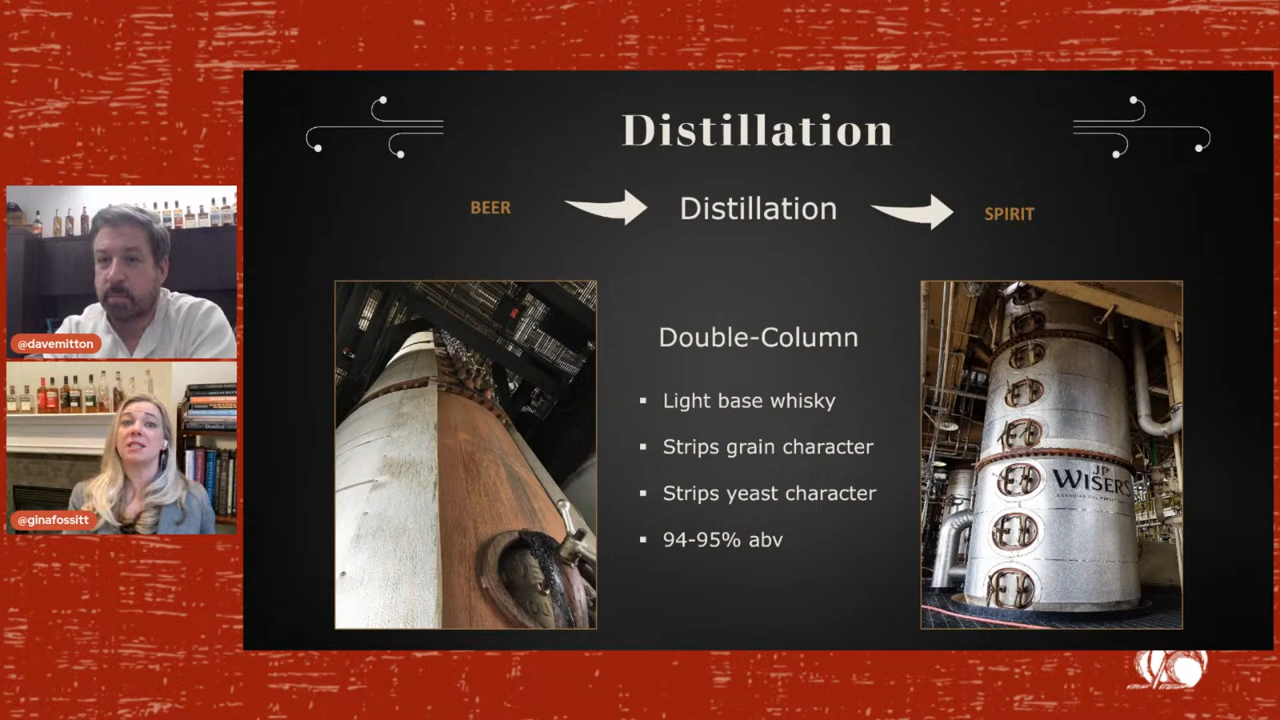 Distillation
BEER
Distillation
SPIRIT
Double-Column
▪ Light base whisky
▪ Strips grain character
▪ Strips yeast character
▪ 94-95% abv
JP
WISER'S
@davemitton
@ginafossitt